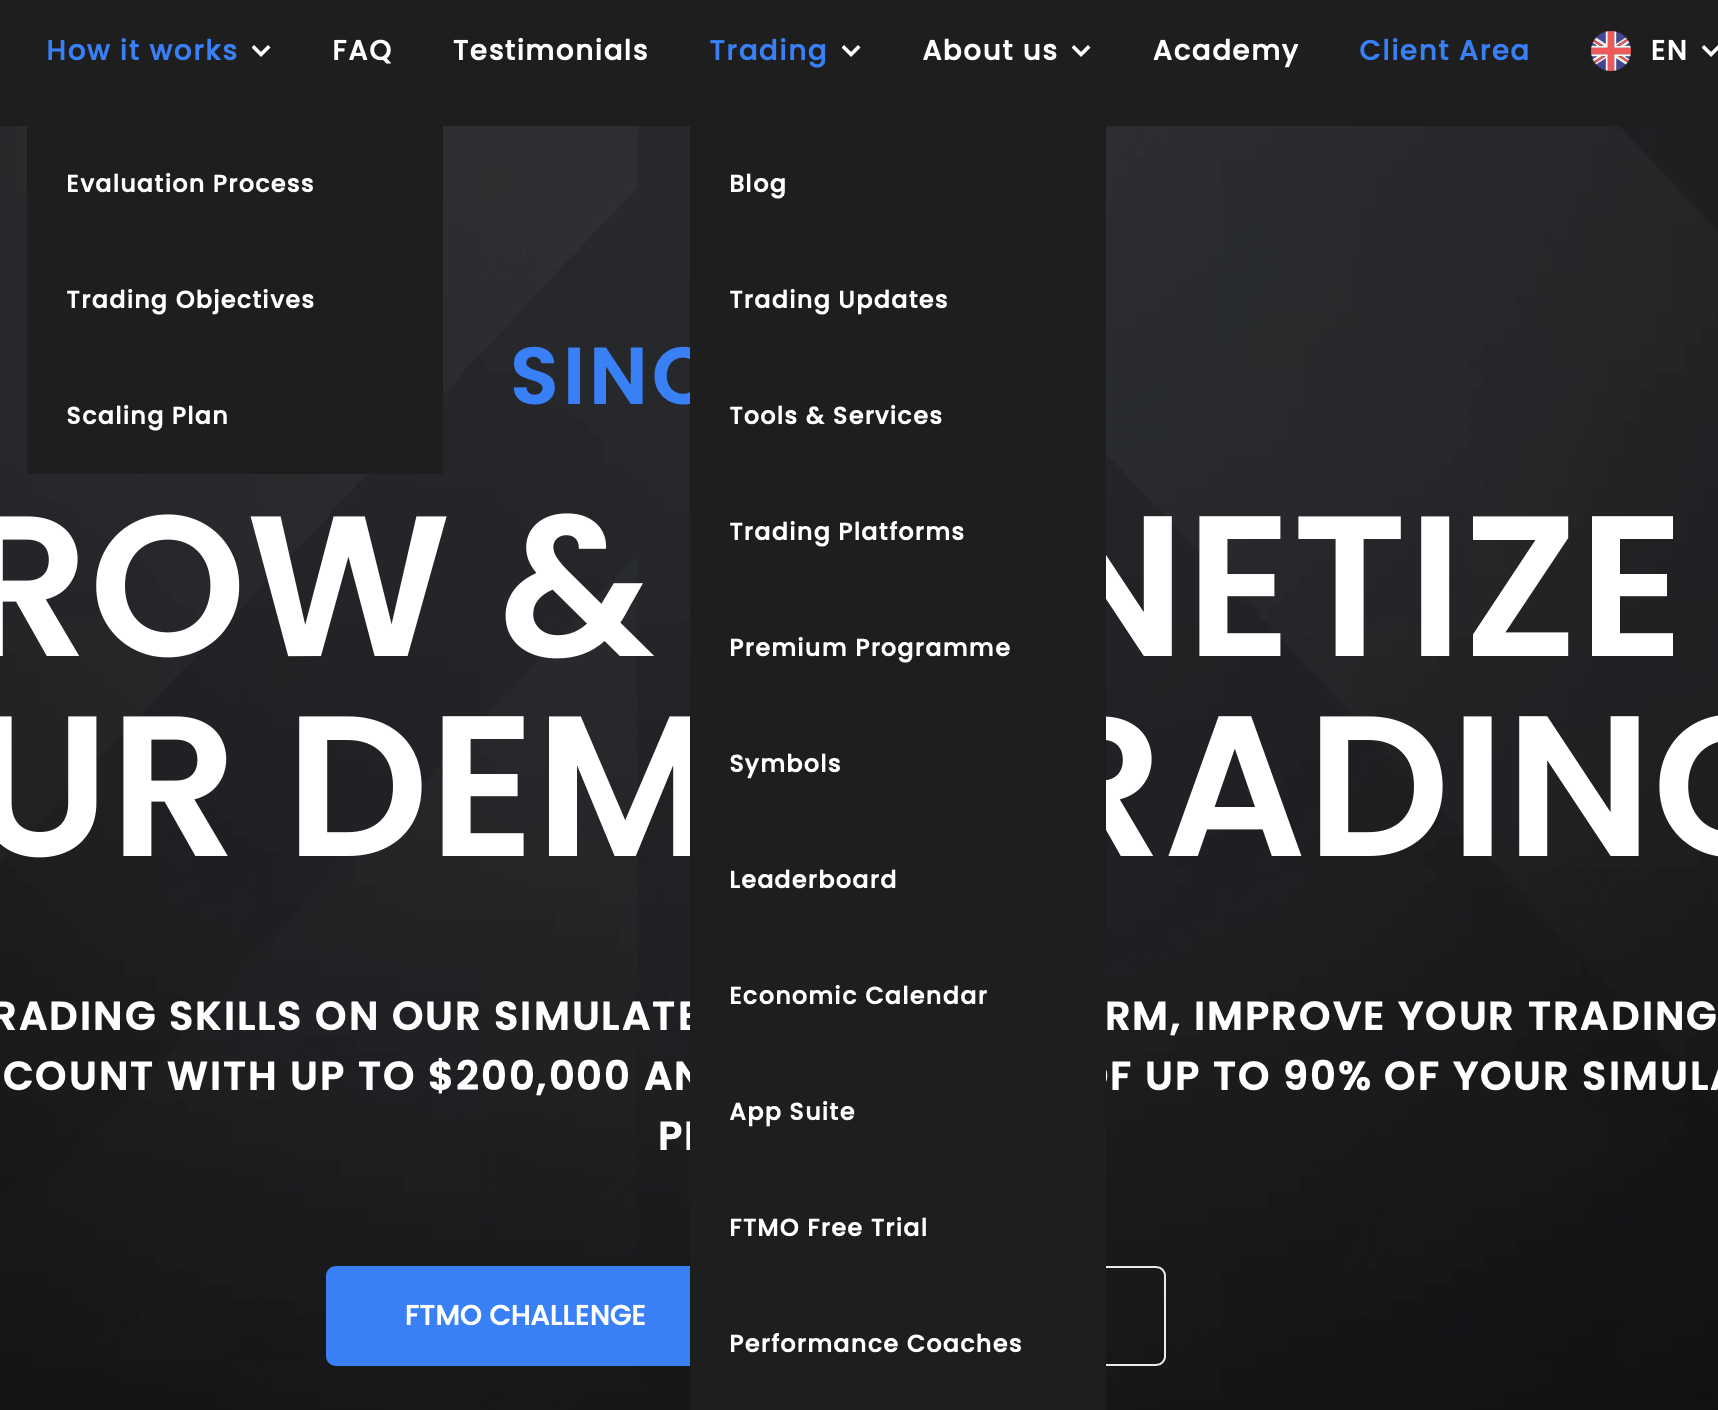 How it works
FAQ
Testimonials
Trading
About us
Academy
Client Area
EN
Evaluation Process
Trading Objectives
Scaling Plan
Blog
Trading Updates
Tools & Services
Trading Platforms
Premium Programme
Symbols
Leaderboard
Economic Calendar
App Suite
FTMO Free Trial
Performance Coaches
SINC
ROW & NETIZE
UR DEM RADING
RADING SKILLS ON OUR SIMULATE RM, IMPROVE YOUR TRADING
COUNT WITH UP TO $200,000 AN OF UP TO 90% OF YOUR SIMULA
FTMO CHALLENGE